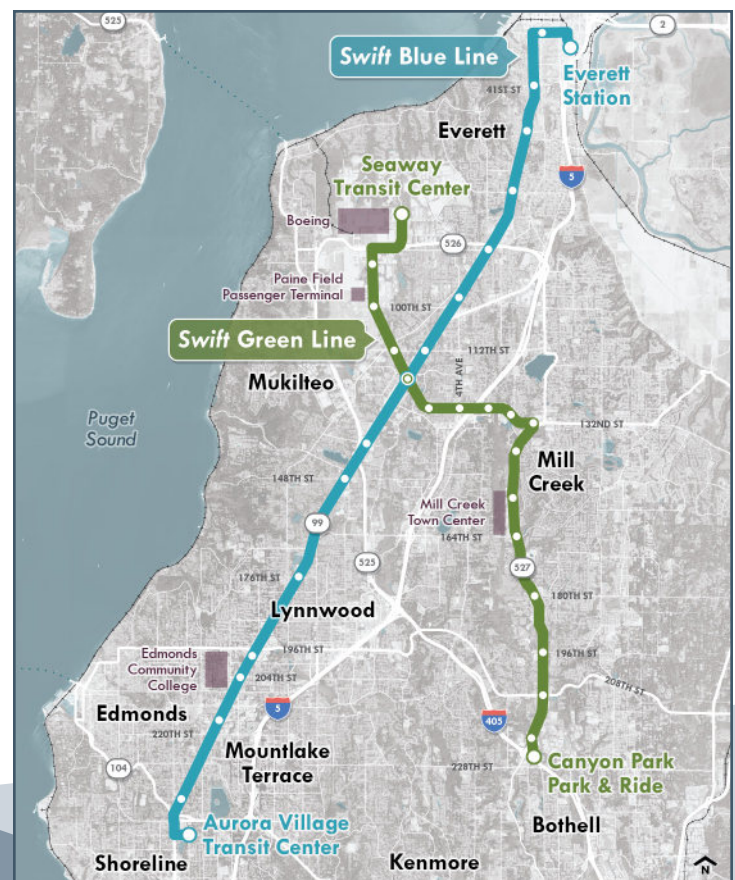 525
2
Swift Blue Line
Everett
Station
41ST ST
Everett
Seaway
Transit Center
5
Boeing
526
Paine Field
Passenger Terminal
100TH ST
Swift Green Line
112TH ST
4TH AVE
Mukilteo
Puget
Sound
132ND ST
Mill
Creek
148TH ST
Mill Creek
Town Center
99
164TH ST
525
527
176TH ST
180TH ST
Lynnwood
196TH ST
196TH ST
Edmonds
Community
College
204TH ST
208TH ST
Edmonds
5
405
220TH ST
Mountlake
Terrace
104
228TH ST
Canyon Park
Park & Ride
Aurora Village
Transit Center
Bothell
Shoreline
Kenmore
N